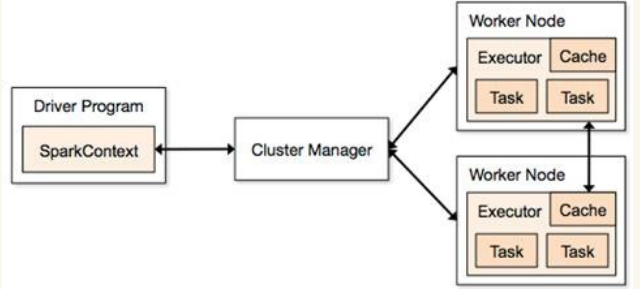 Driver Program
SparkContext
Cluster Manager
Worker Node
Executor Cache
Task Task
Worker Node
Executor Cache
Task Task